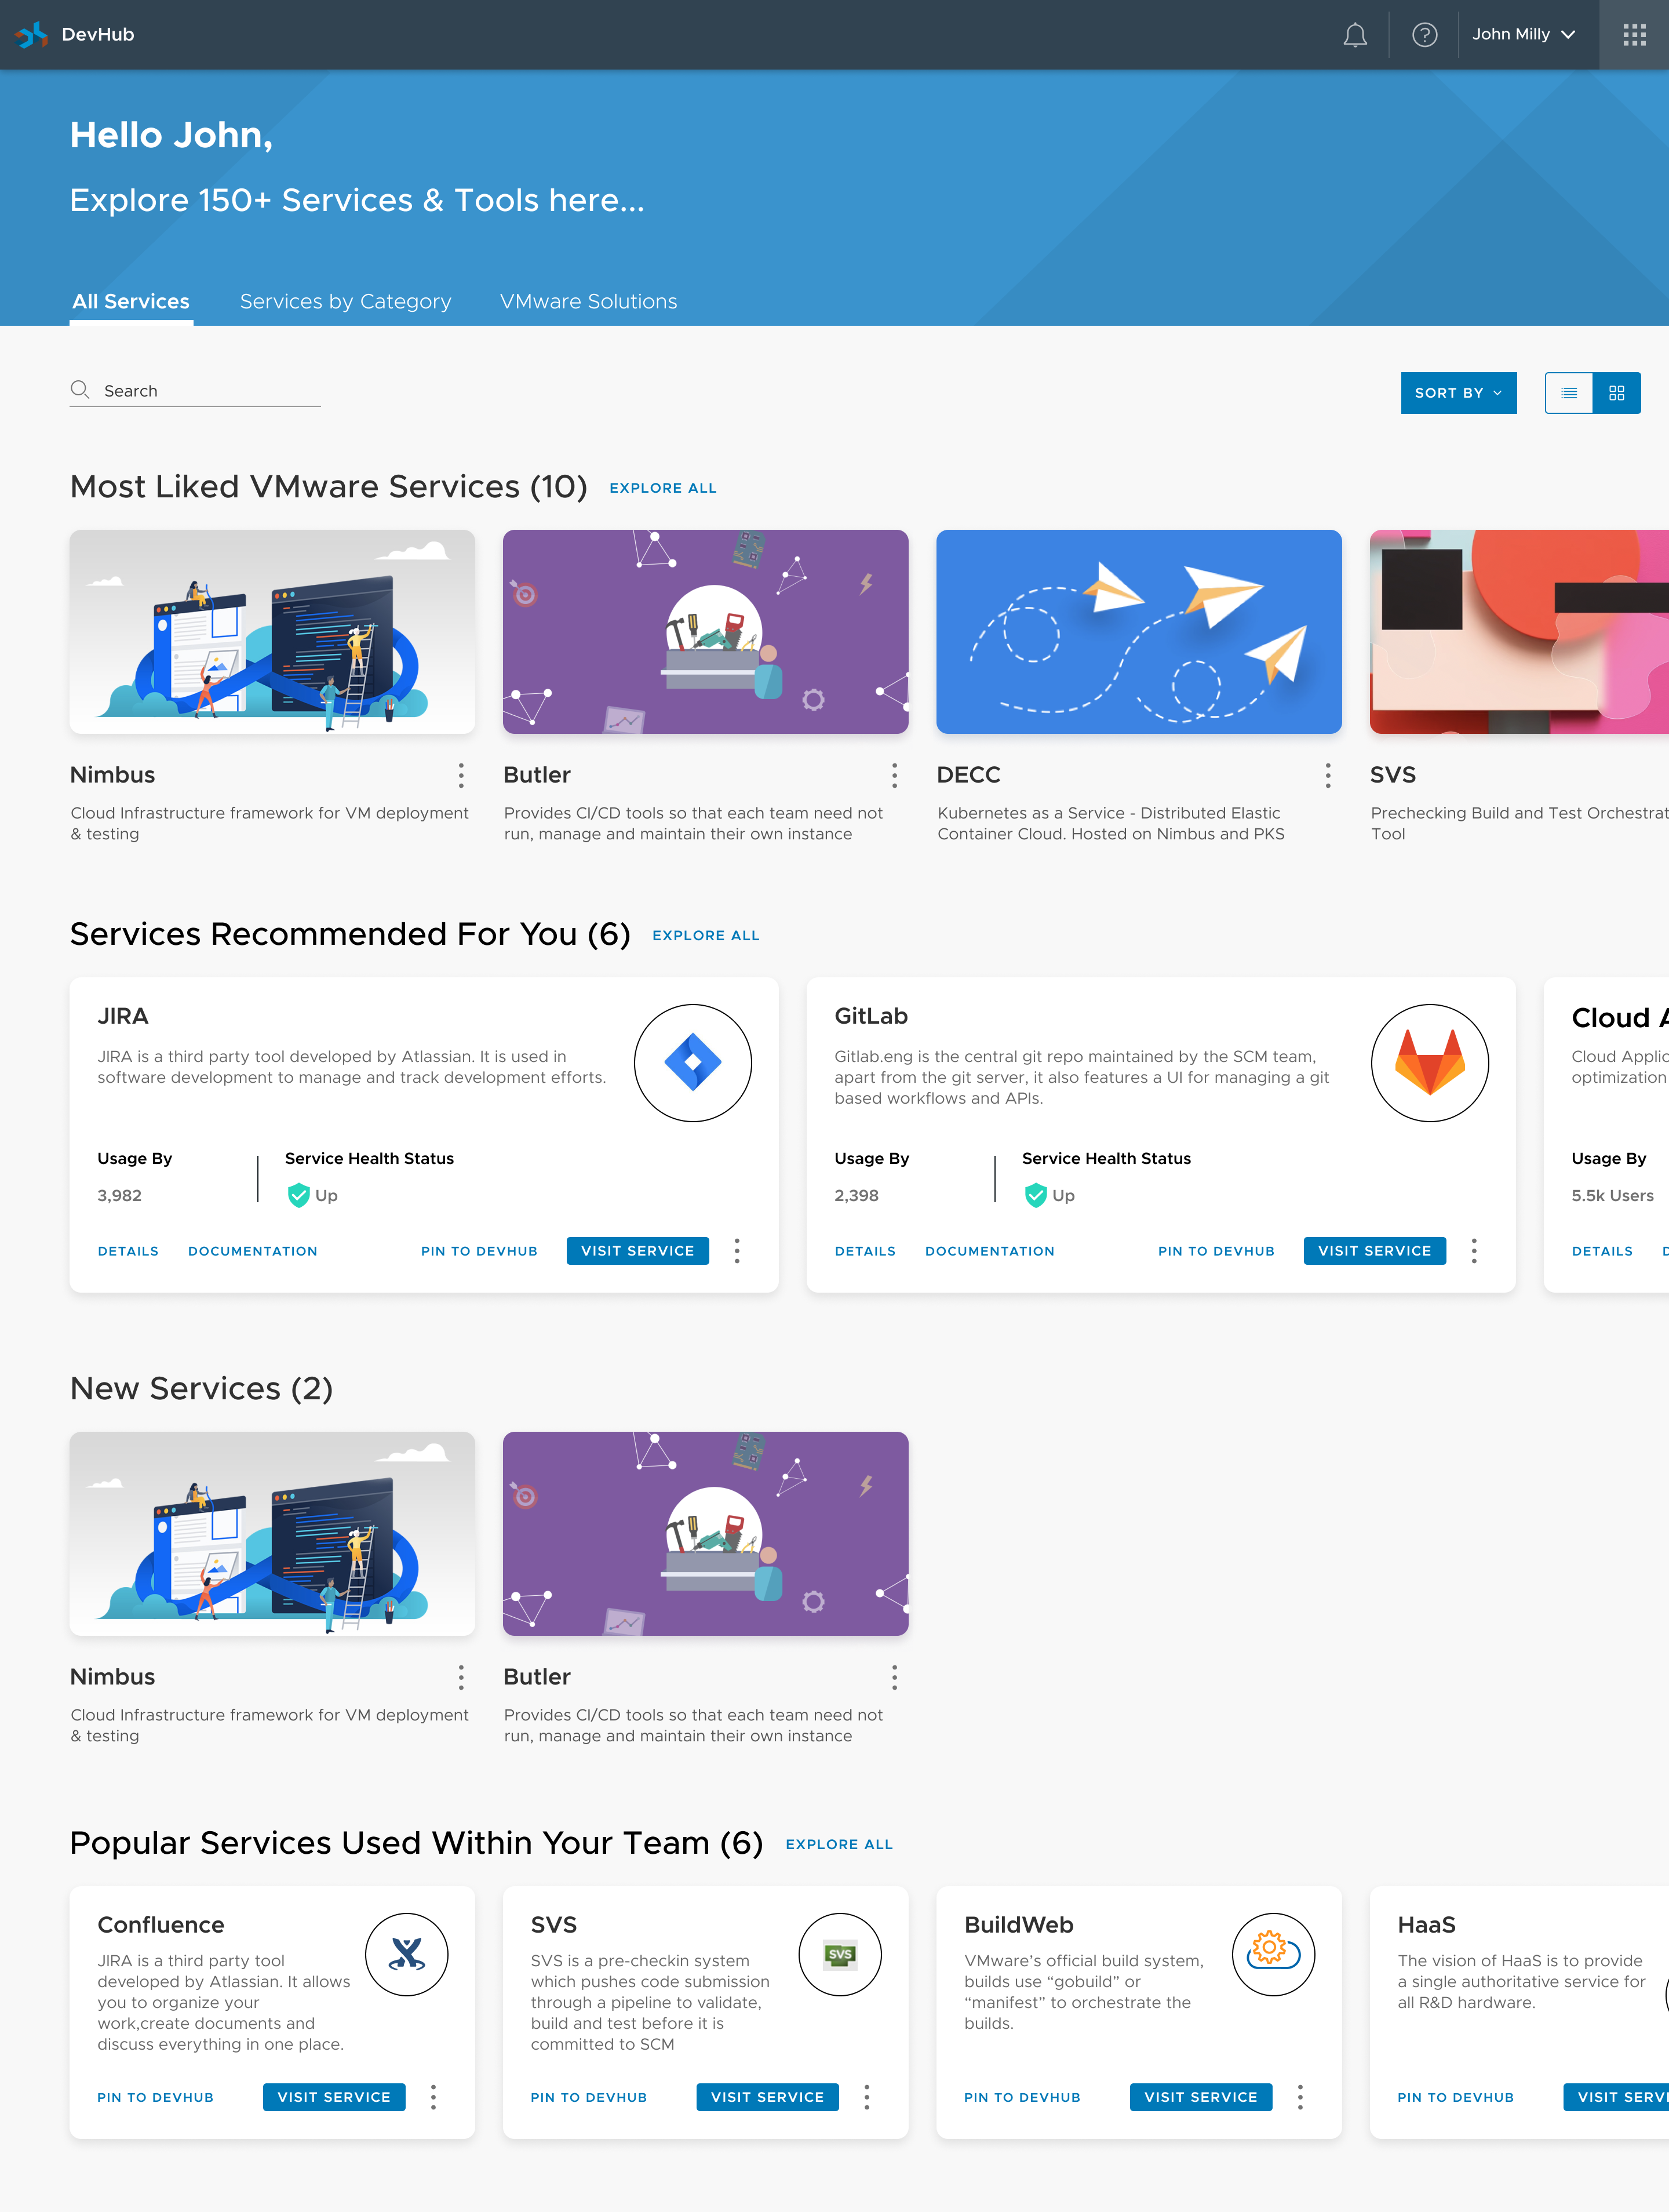 DevHub
John Milly
Hello John,
Explore 150+ Services & Tools here...
All Services
Services by Category
VMware Solutions
Search
SORT BY
Most Liked VMware Services (10)
EXPLORE ALL
Nimbus
Cloud Infrastructure framework for VM deployment
& testing
Butler
Provides CI/CD tools so that each team need not
run, manage and maintain their own instance
DECC
Kubernetes as a Service - Distributed Elastic
Container Cloud. Hosted on Nimbus and PKS
SVS
Prechecking Build and Test Orchestrat
Tool
Services Recommended For You (6)
EXPLORE ALL
JIRA
JIRA is a third party tool developed by Atlassian. It is used in
software development to manage and track development efforts.
Usage By
3,982
Service Health Status
Up
DETAILS
DOCUMENTATION
PIN TO DEVHUB
VISIT SERVICE
GitLab
Gitlab.eng is the central git repo maintained by the SCM team,
apart from the git server, it also features a UI for managing a git
based workflows and APIs.
Usage By
2,398
Service Health Status
Up
DETAILS
DOCUMENTATION
PIN TO DEVHUB
VISIT SERVICE
Cloud A
Cloud Applic
optimization
Usage By
5.5k Users
DETAILS
New Services (2)
Nimbus
Cloud Infrastructure framework for VM deployment
& testing
Butler
Provides CI/CD tools so that each team need not
run, manage and maintain their own instance
Popular Services Used Within Your Team (6)
EXPLORE ALL
Confluence
JIRA is a third party tool
developed by Atlassian. It allows
you to organize your
work,create documents and
discuss everything in one place.
PIN TO DEVHUB
VISIT SERVICE
SVS
SVS is a pre-checkin system
which pushes code submission
through a pipeline to validate,
build and test before it is
committed to SCM
SVS
PIN TO DEVHUB
VISIT SERVICE
BuildWeb
VMware’s official build system,
builds use “gobuild” or
“manifest” to orchestrate the
builds.
PIN TO DEVHUB
VISIT SERVICE
HaaS
The vision of HaaS is to provide
a single authoritative service for
all R&D hardware.
PIN TO DEVHUB
VISIT SERVI